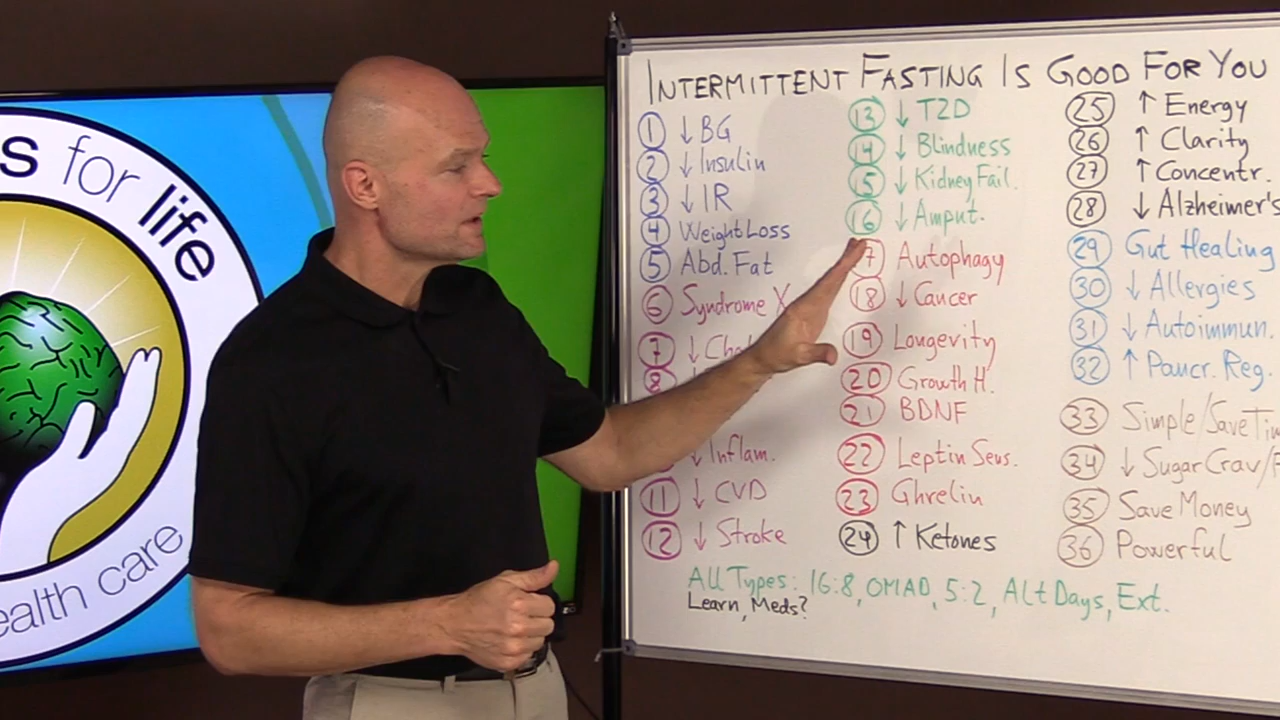 s for life
ealth care
INTERMITTENT FASTING IS GOOD FOR YOU
1 ↓ BG
2 ↓ Insulin
3 ↓ IR
4 Weight Loss
5 Abd. Fat
6 Syndrome X
7 ↓ Chol
8 ↓
↓ Inflam.
11 ↓ CVD
12 ↓ Stroke
13 ↓ T2D
14 ↓ Blindness
15 ↓ Kidney Fail.
16 ↓ Amput.
17 Autophagy
18 ↓ Cancer
19 Longevity
20 Growth H.
21 BDNF
22 Leptin Sens.
23 Ghrelin
24 ↑ Ketones
25 ↑ Energy
26 ↑ Clarity
27 ↑ Concentr.
28 ↓ Alzheimer's
29 Gut Healing
30 ↓ Allergies
31 ↓ Autoimmun.
32 ↑ Pancr. Reg.
33 Simple/Save
34 ↓ Sugar Crav/
35 Save Money
36 Powerful
All Types: 16:8, OMAD, 5:2, Alt Days, Ext.
Learn, Meds?